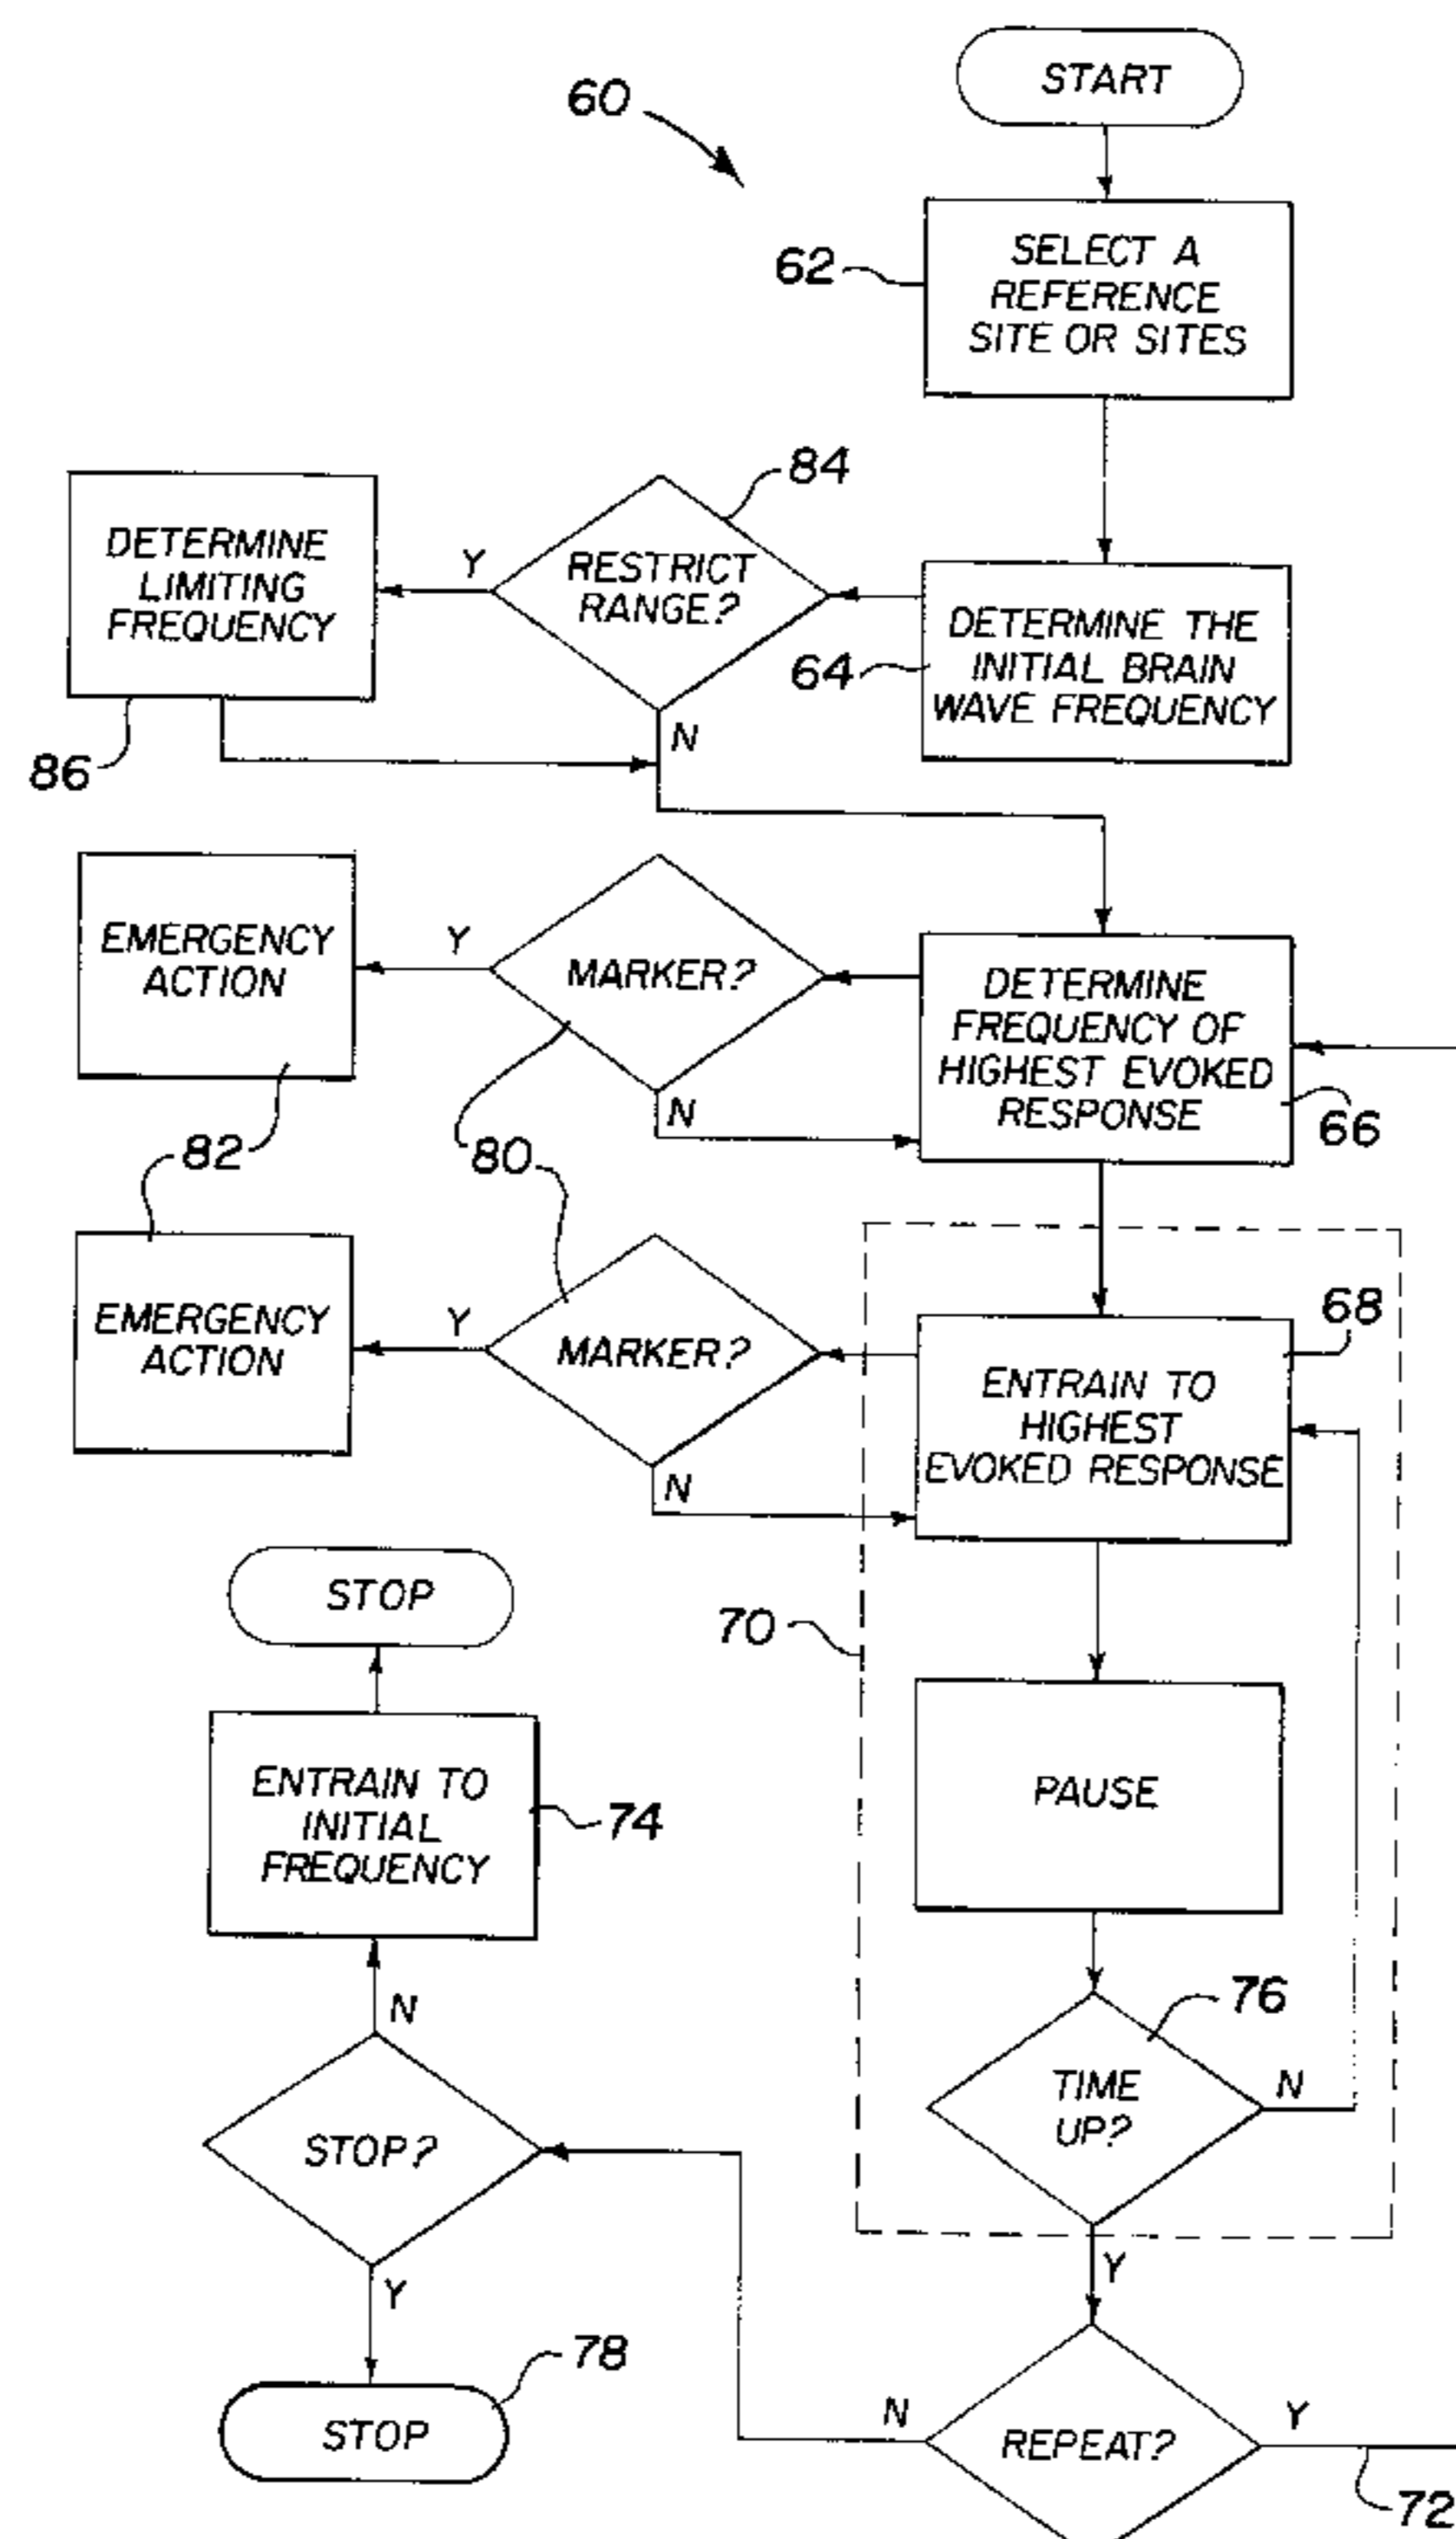 START
60
62
SELECT A
REFERENCE
SITE OR SITES
84
DETERMINE
LIMITING
FREQUENCY
Y
RESTRICT
RANGE?
64
DETERMINE THE
INITIAL BRAIN
WAVE FREQUENCY
N
86
EMERGENCY
ACTION
Y
MARKER?
DETERMINE
FREQUENCY OF
HIGHEST EVOKED
RESPONSE
N
66
82
80
EMERGENCY
ACTION
Y
MARKER?
68
ENTRAIN TO
HIGHEST
EVOKED RESPONSE
N
STOP
70
ENTRAIN TO
INITIAL
FREQUENCY
74
PAUSE
N
76
TIME
UP?
N
STOP?
Y
Y
78
STOP
N
REPEAT?
Y
72